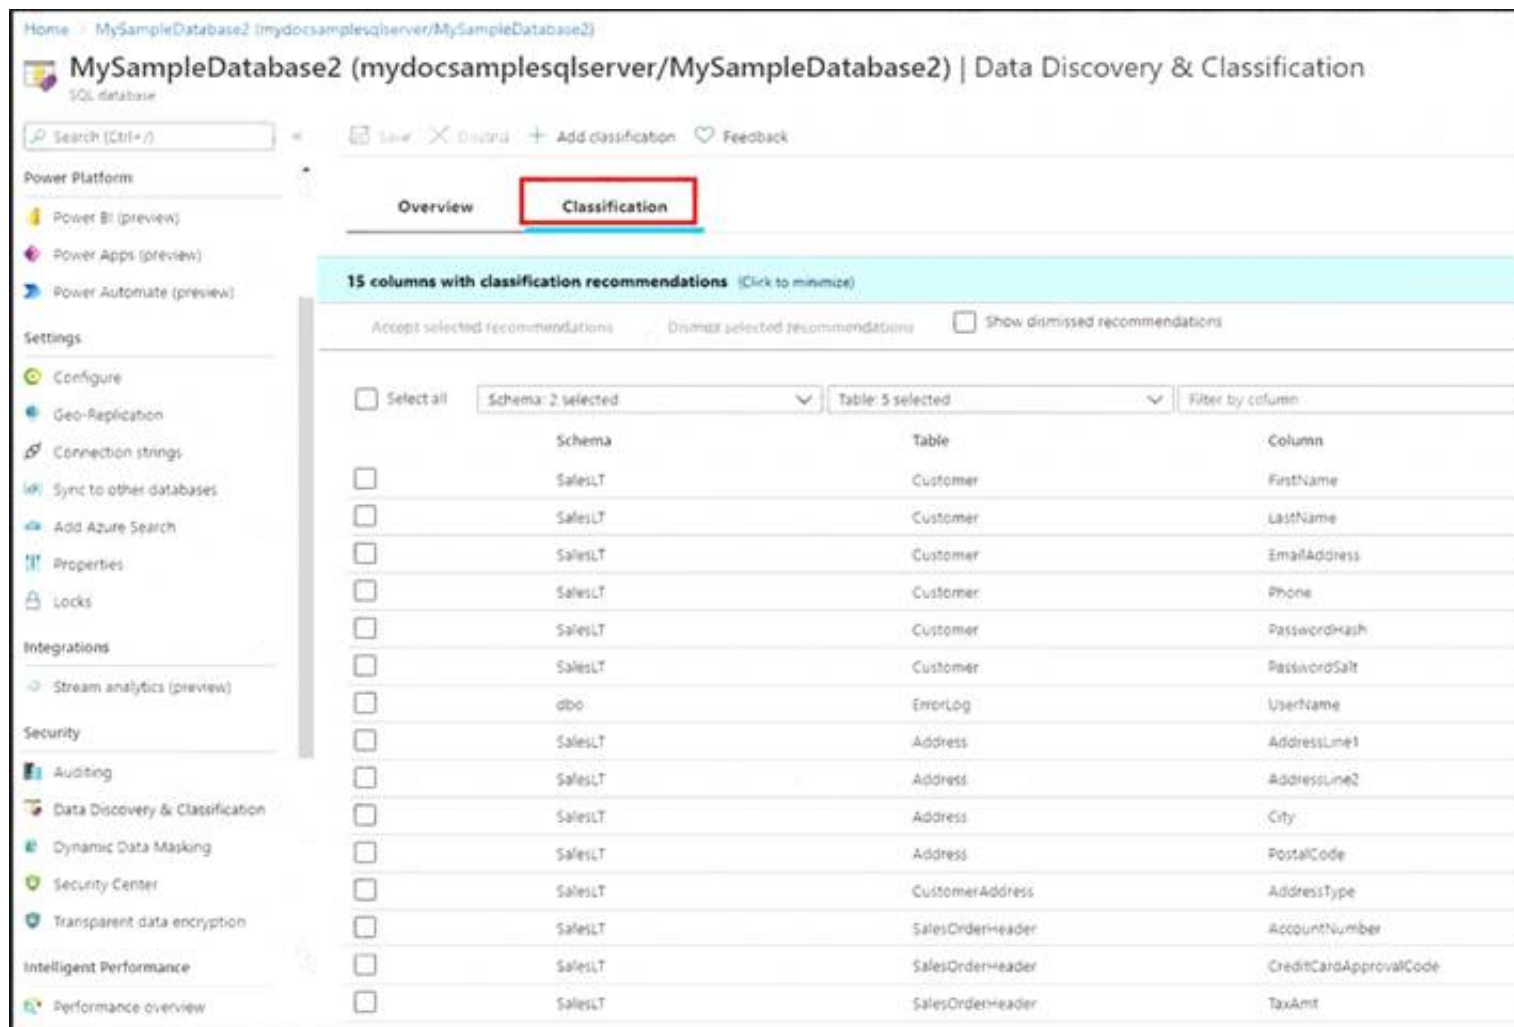 Home MySampleDatabase2 (mydocsamplesqlserver/MySampleDatabase2)
MySampleDatabase2 (mydocsamplesqlserver/MySampleDatabase2) | Data Discovery & Classification
SQL database
Search (Ctrl+/) « Save Discard + Add classification Feedback
Power Platform
Power BI (preview)
Power Apps (preview)
Power Automate (preview)
Settings
Configure
Geo-Replication
Connection strings
Sync to other databases
Add Azure Search
Properties
Locks
Integrations
Stream analytics (preview)
Security
Auditing
Data Discovery & Classification
Dynamic Data Masking
Security Center
Transparent data encryption
Intelligent Performance
Performance overview
Overview Classification
15 columns with classification recommendations (Click to minimize)
Accept selected recommendations Dismiss selected recommendations Show dismissed recommendations
Select all Schema: 2 selected Table: 5 selected Filter by column
Schema Table Column
SalesLT Customer FirstName
SalesLT Customer LastName
SalesLT Customer EmailAddress
SalesLT Customer Phone
SalesLT Customer PasswordHash
SalesLT Customer PasswordSalt
dbo ErrorLog UserName
SalesLT Address AddressLine1
SalesLT Address AddressLine2
SalesLT Address City
SalesLT Address PostalCode
SalesLT CustomerAddress AddressType
SalesLT SalesOrderHeader AccountNumber
SalesLT SalesOrderHeader CreditCardApprovalCode
SalesLT SalesOrderHeader TaxAmt